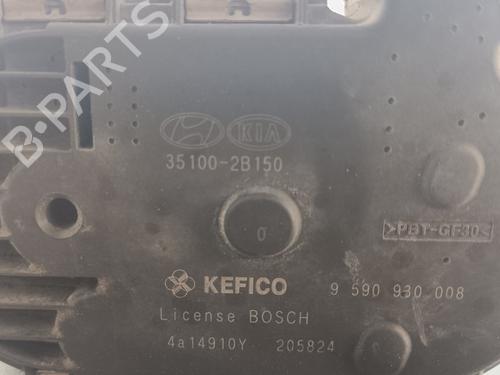 A A
B-PARTS
KIA
35100-2B150
0
>PBT-GF30<
KEFICO 9 590 930 008
License BOSCH
4a14910Y 205824